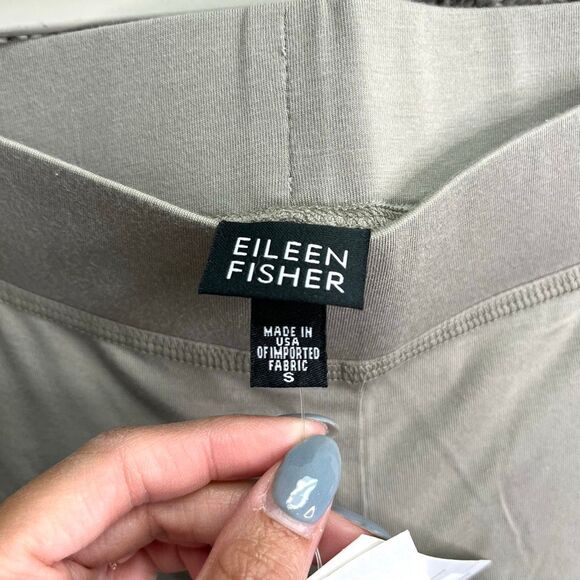 EILEEN
FISHER
MADE IN
USA
OF IMPORTED
FABRIC
S